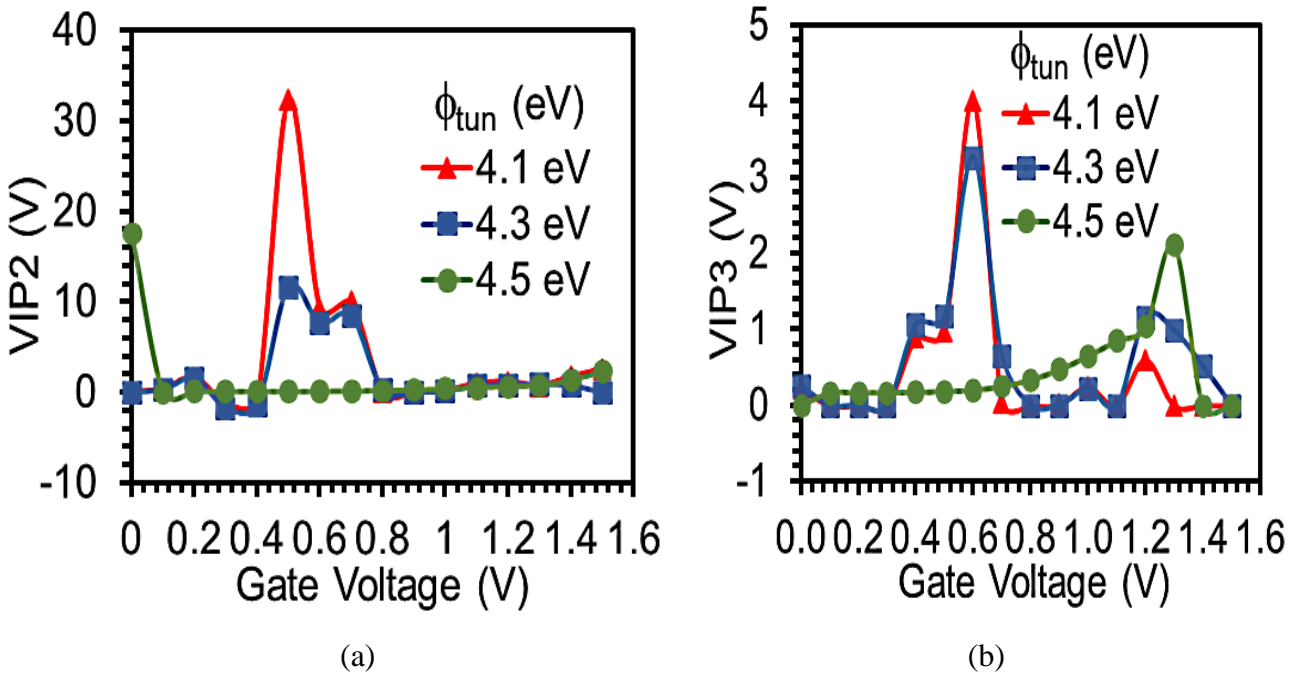 40
30
20
10
0
-10
VIP2 (V)
ϕtun (eV)
4.1 eV
4.3 eV
4.5 eV
0 0.2 0.4 0.6 0.8 1 1.2 1.4 1.6
Gate Voltage (V)
(a)
5
4
3
2
1
0
-1
VIP3 (V)
ϕtun (eV)
4.1 eV
4.3 eV
4.5 eV
0.0 0.2 0.4 0.6 0.8 1.0 1.2 1.4 1.6
Gate Voltage (V)
(b)